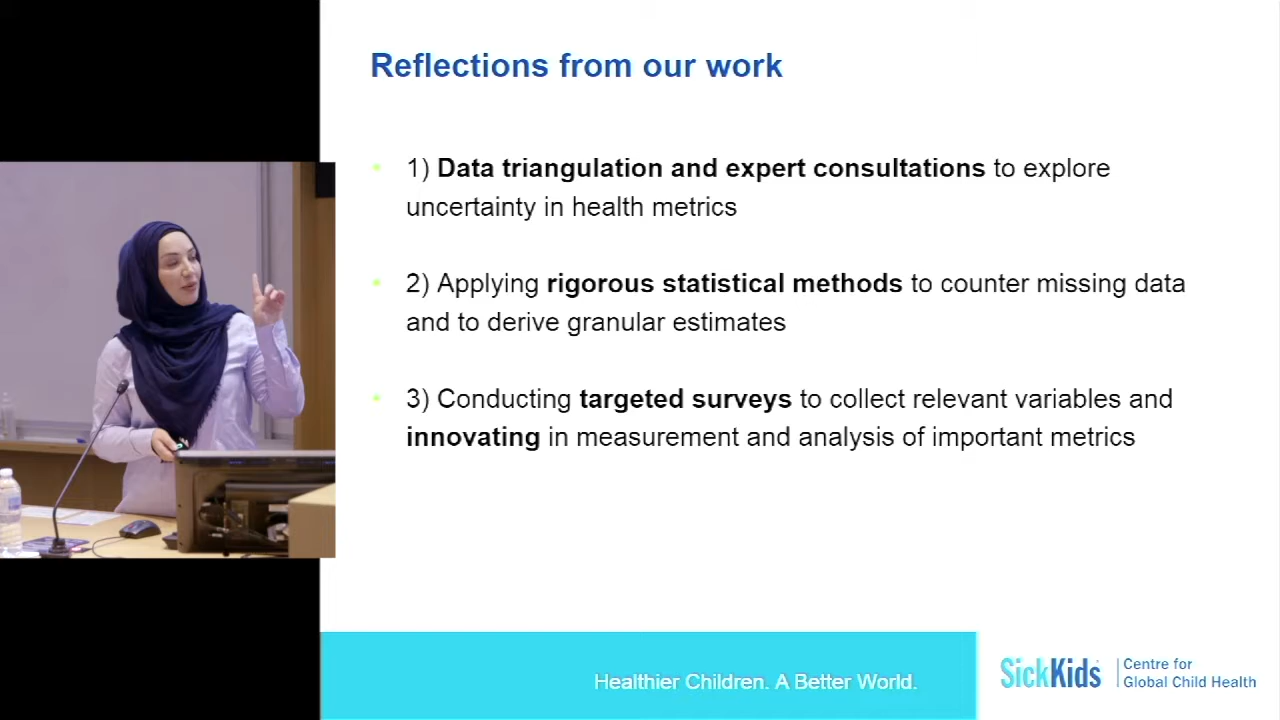 Reflections from our work
• 1) Data triangulation and expert consultations to explore
uncertainty in health metrics
• 2) Applying rigorous statistical methods to counter missing data
and to derive granular estimates
• 3) Conducting targeted surveys to collect relevant variables and
innovating in measurement and analysis of important metrics
Healthier Children. A Better World.
SickKids
Centre for
Global Child Health